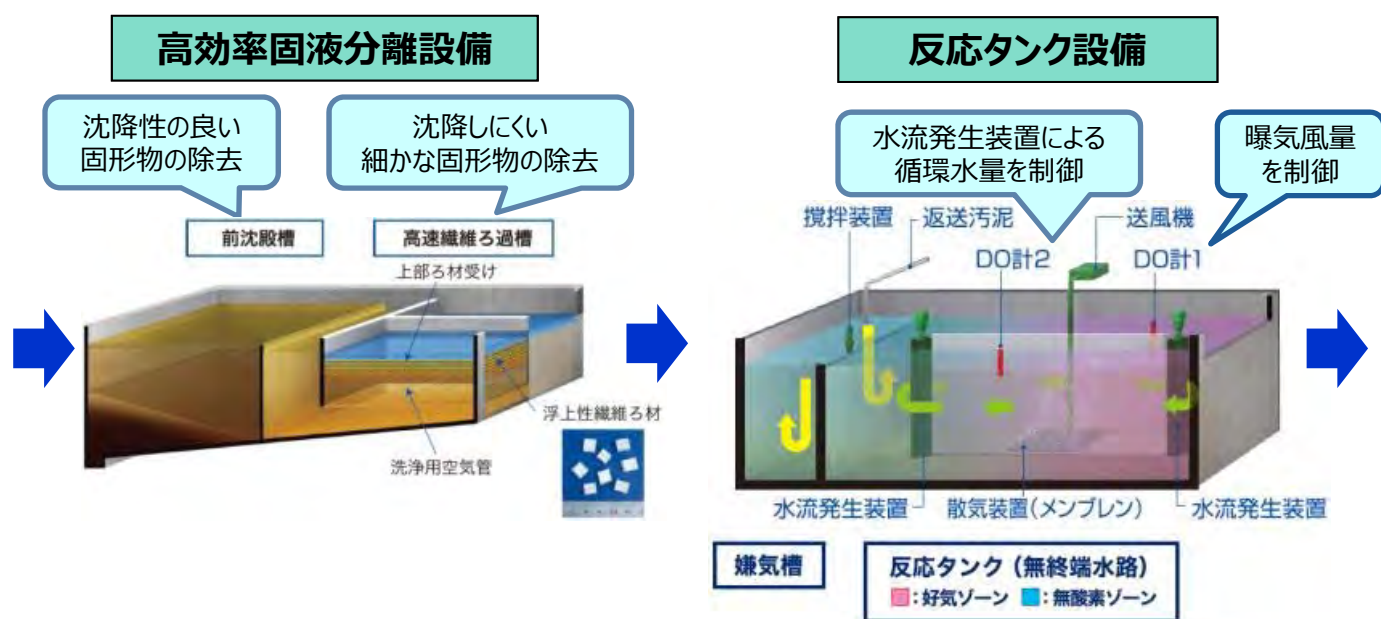 高効率固液分離設備
沈降性の良い
固形物の除去
沈降しにくい
細かな固形物の除去
前沈殿槽
高速繊維ろ過槽
上部ろ材受け
浮上性繊維ろ材
洗浄用空気管
反応タンク設備
水流発生装置による
循環水量を制御
曝気風量
を制御
撹拌装置
返送汚泥
送風機
DO計2
DO計1
水流発生装置
散気装置(メンブレン)
水流発生装置
嫌気槽
反応タンク(無終端水路)
:好気ゾーン :無酸素ゾーン